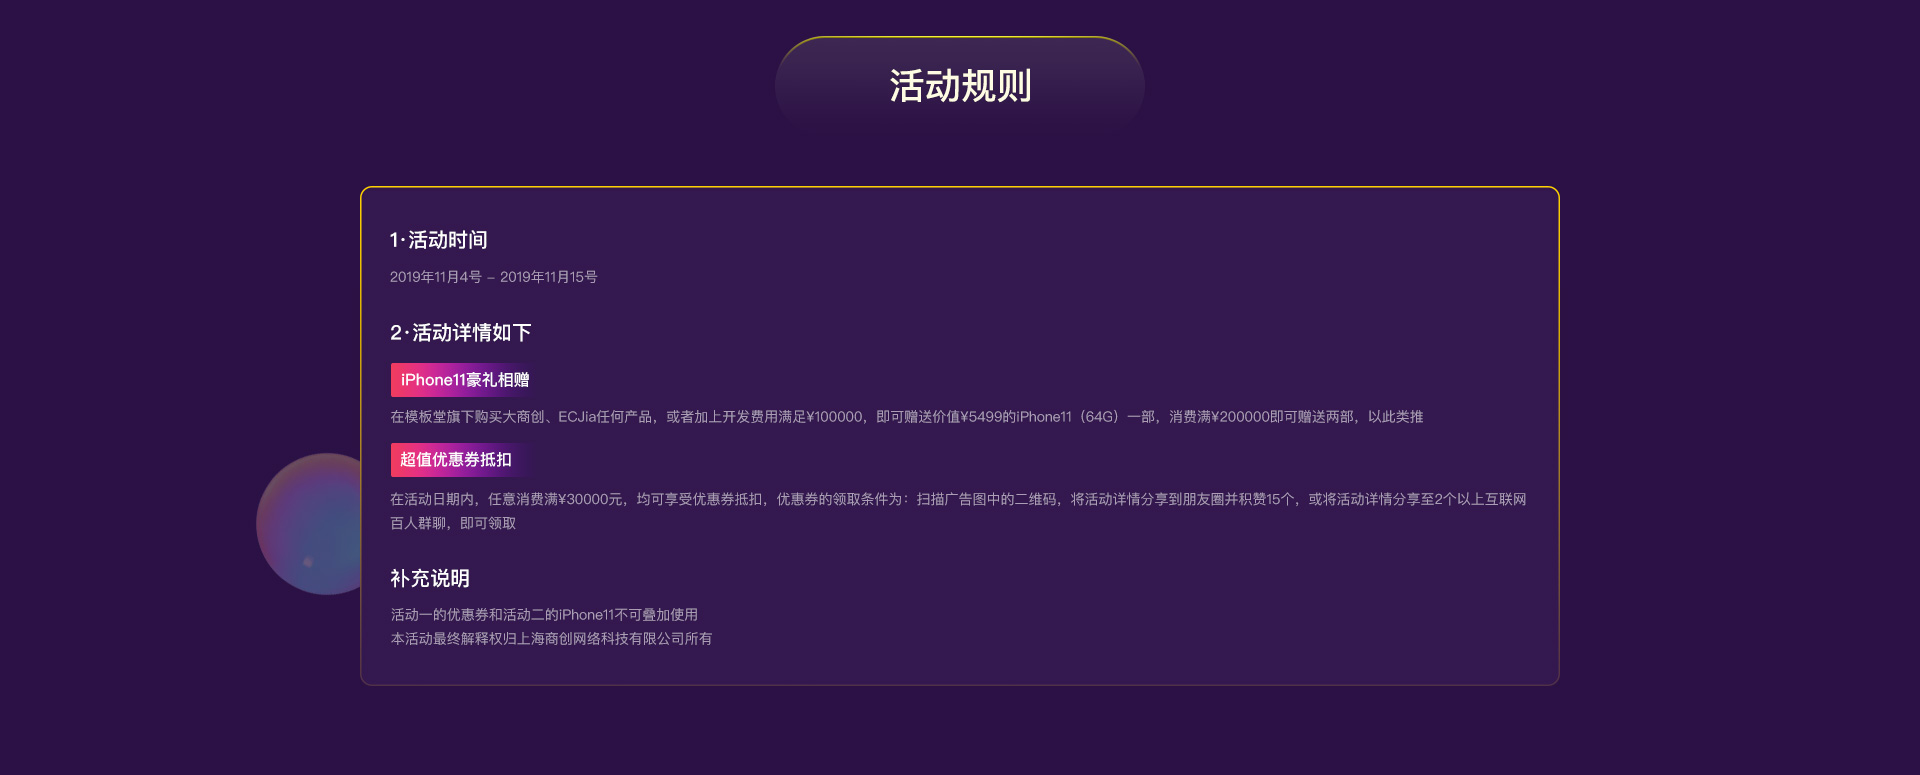 活动规则
1·活动时间
2019年11月4号 – 2019年11月15号
2·活动详情如下
iPhone11豪礼相赠
在模板堂旗下购买大商创、ECJia任何产品，或者加上开发费用满足¥100000，即可赠送价值¥5499的iPhone11（64G）一部，消费满¥200000即可赠送两部，以此类推
超值优惠券抵扣
在活动日期内，任意消费满¥30000元，均可享受优惠券抵扣，优惠券的领取条件为：扫描广告图中的二维码，将活动详情分享到朋友圈并积赞15个，或将活动详情分享至2个以上互联网
百人群聊，即可领取
补充说明
活动一的优惠券和活动二的iPhone11不可叠加使用
本活动最终解释权归上海商创网络科技有限公司所有